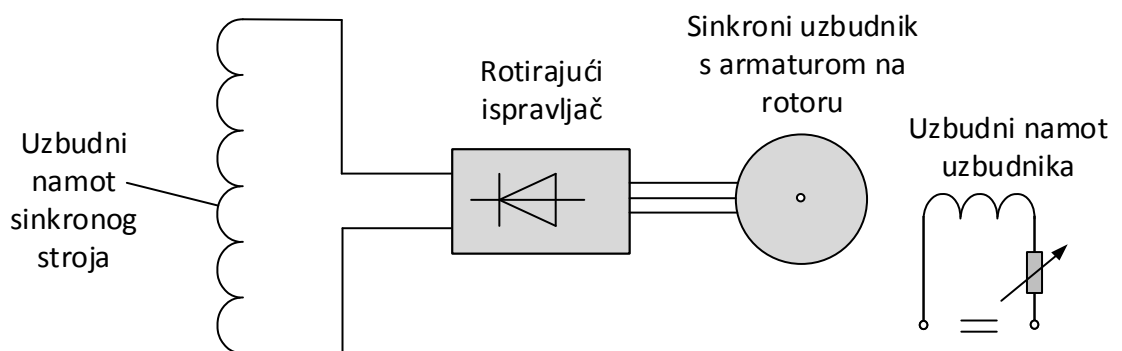 Uzbudni
namot
sinkronog
stroja
Rotirajući
ispravljač
Sinkroni uzbudnik
s armaturom na
rotoru
Uzbudni namot
uzbudnika